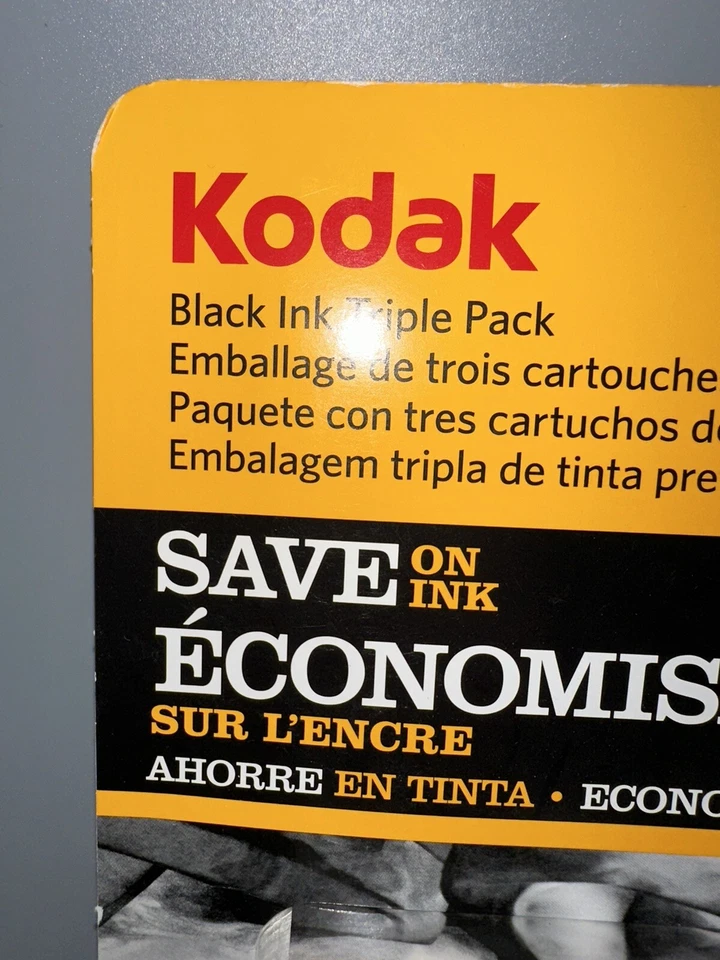 Kodak
Black Ink Triple Pack
Emballage de trois cartouche
Paquete con tres cartuchos d
Embalagem tripla de tinta pre
SAVE ON INK
ÉCONOMIS
SUR L'ENCRE
AHORRE EN TINTA • ECONO